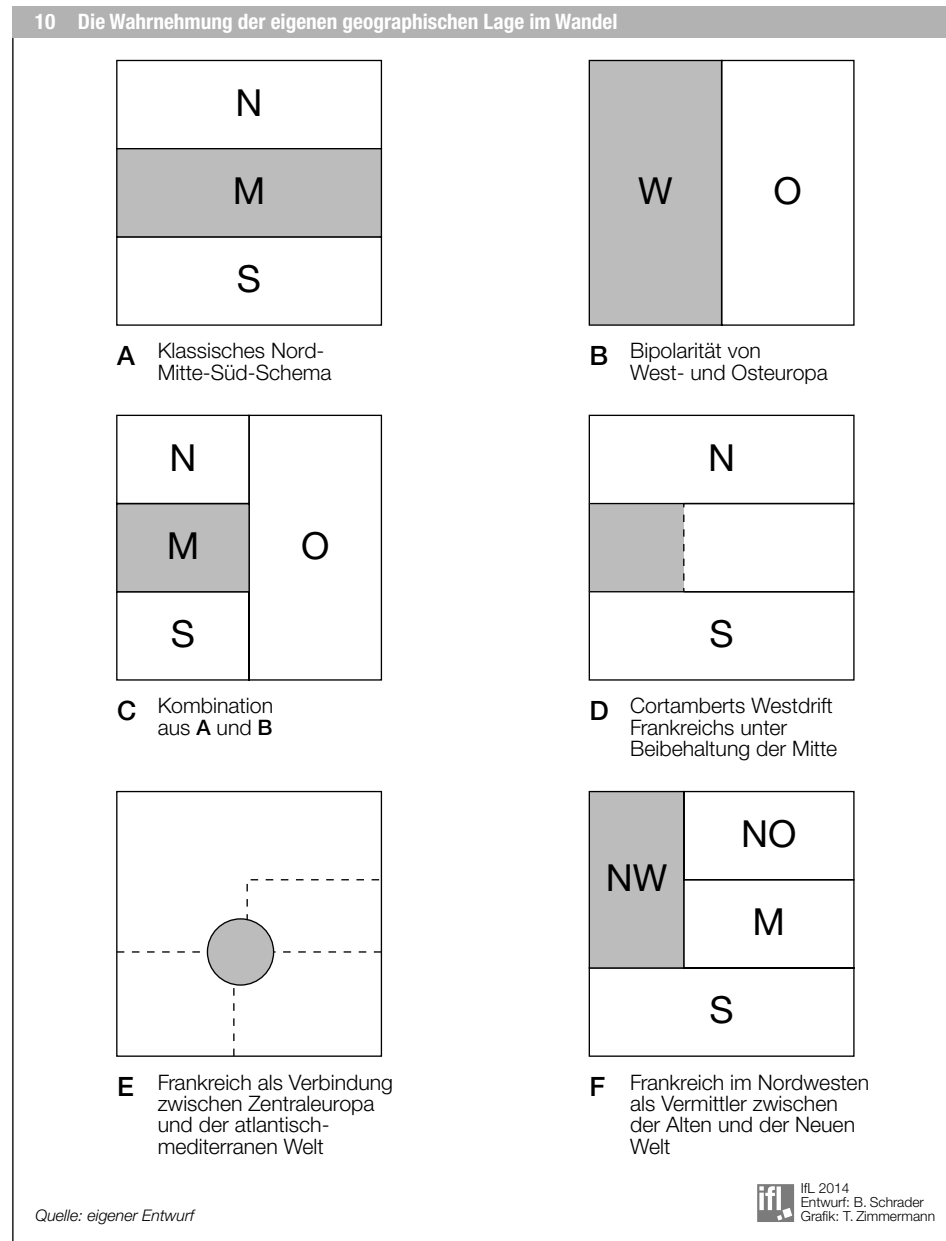 10 Die Wahrnehmung der eigenen geographischen Lage im Wandel
N
M
S
A Klassisches Nord-
Mitte-Süd-Schema
W O
B Bipolarität von
West- und Osteuropa
N
M
S
O
C Kombination
aus A und B
N
S
D Cortamberts Westdrift
Frankreichs unter
Beibehaltung der Mitte
E Frankreich als Verbindung
zwischen Zentraleuropa
und der atlantisch-
mediterranen Welt
NW
NO
M
S
F Frankreich im Nordwesten
als Vermittler zwischen
der Alten und der Neuen
Welt
Quelle: eigener Entwurf
ifl
IfL 2014
Entwurf: B. Schrader
Grafik: T. Zimmermann